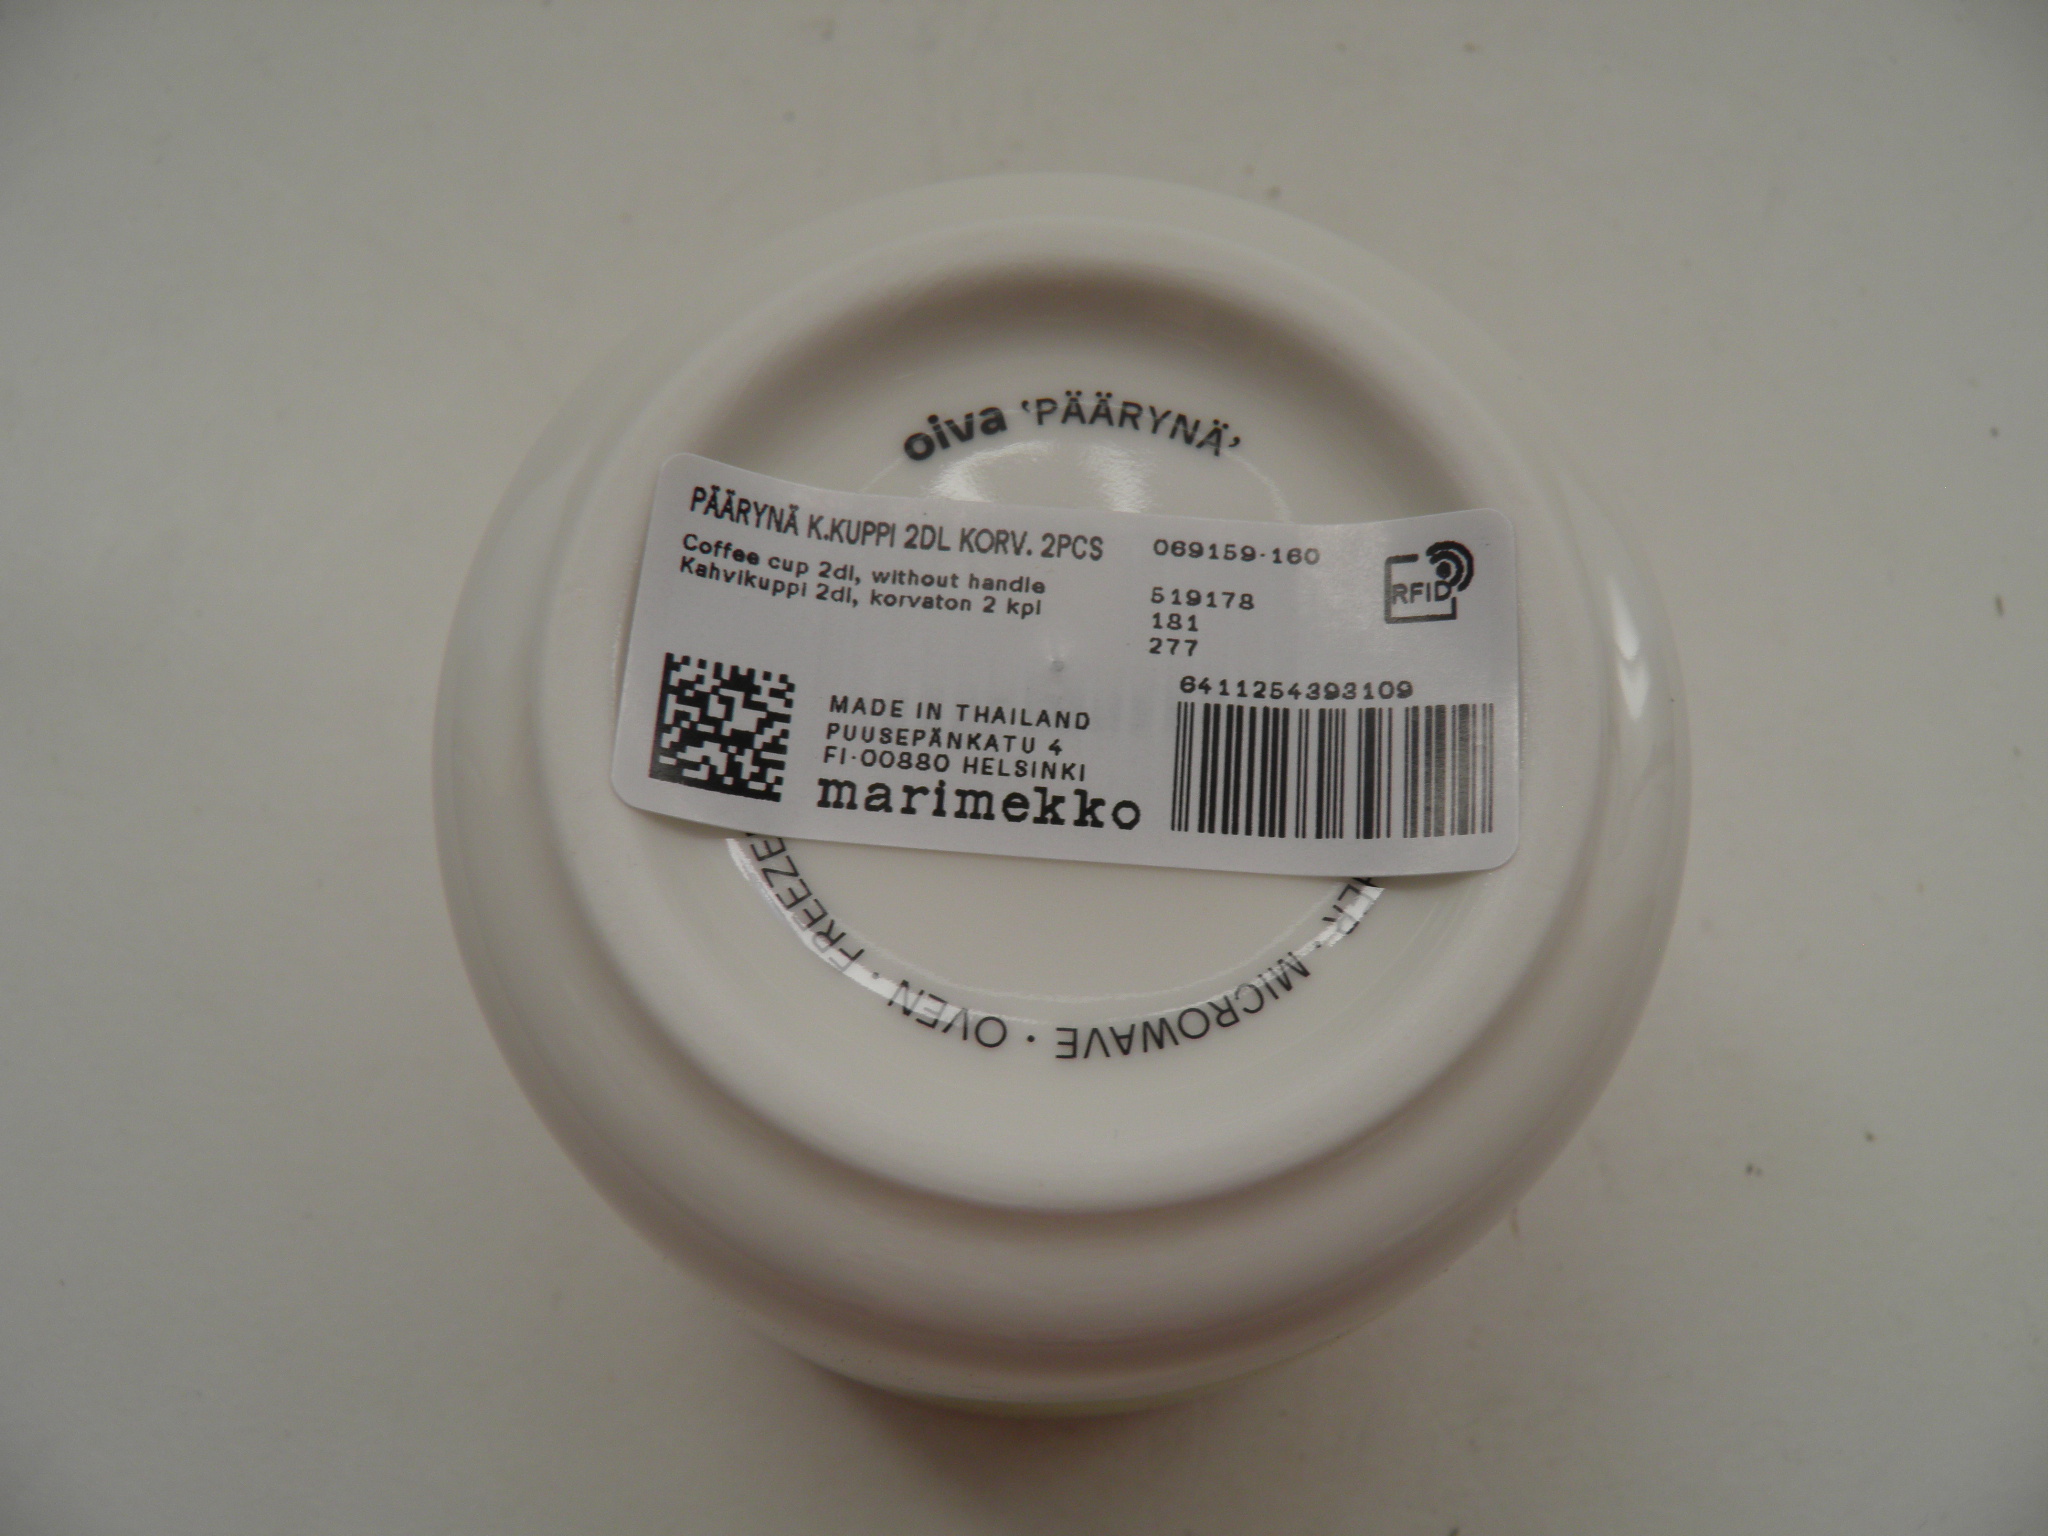 oiva ‘PÄÄRYNÄ’
PÄÄRYNÄ K.KUPPI 2DL KORV. 2PCS
Coffee cup 2dl, without handle
Kahvikuppi 2dl, korvaton 2 kpl
069159-160
519178
181
277
RFID
6411254393109
MADE IN THAILAND
PUUSEPÄNKATU 4
FI-00880 HELSINKI
marimekko
· MICROWAVE · OVEN ·